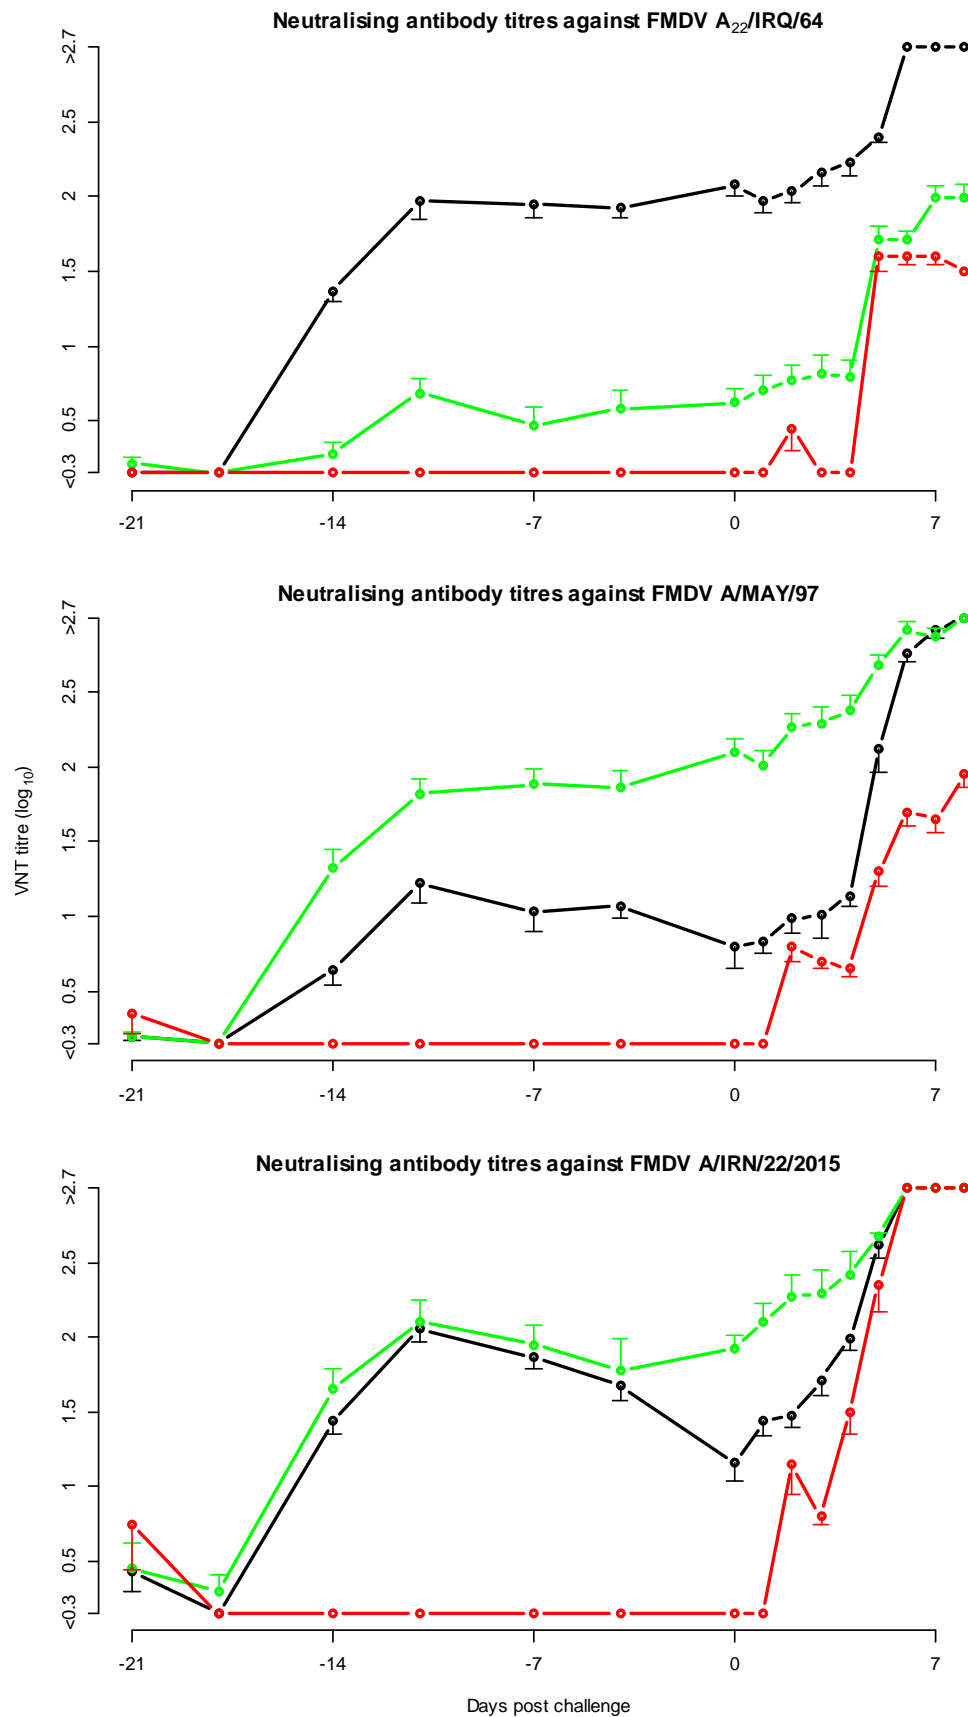 Neutralising antibody titres against FMDV A₂₂/IRQ/64
>2.7
2.5
2
1.5
1
0.5
<0.3
-21 -14 -7 0 7
Neutralising antibody titres against FMDV A/MAY/97
>2.7
2.5
2
1.5
1
0.5
<0.3
VNT titre (log₁₀)
-21 -14 -7 0 7
Neutralising antibody titres against FMDV A/IRN/22/2015
>2.7
2.5
2
1.5
1
0.5
<0.3
-21 -14 -7 0 7
Days post challenge